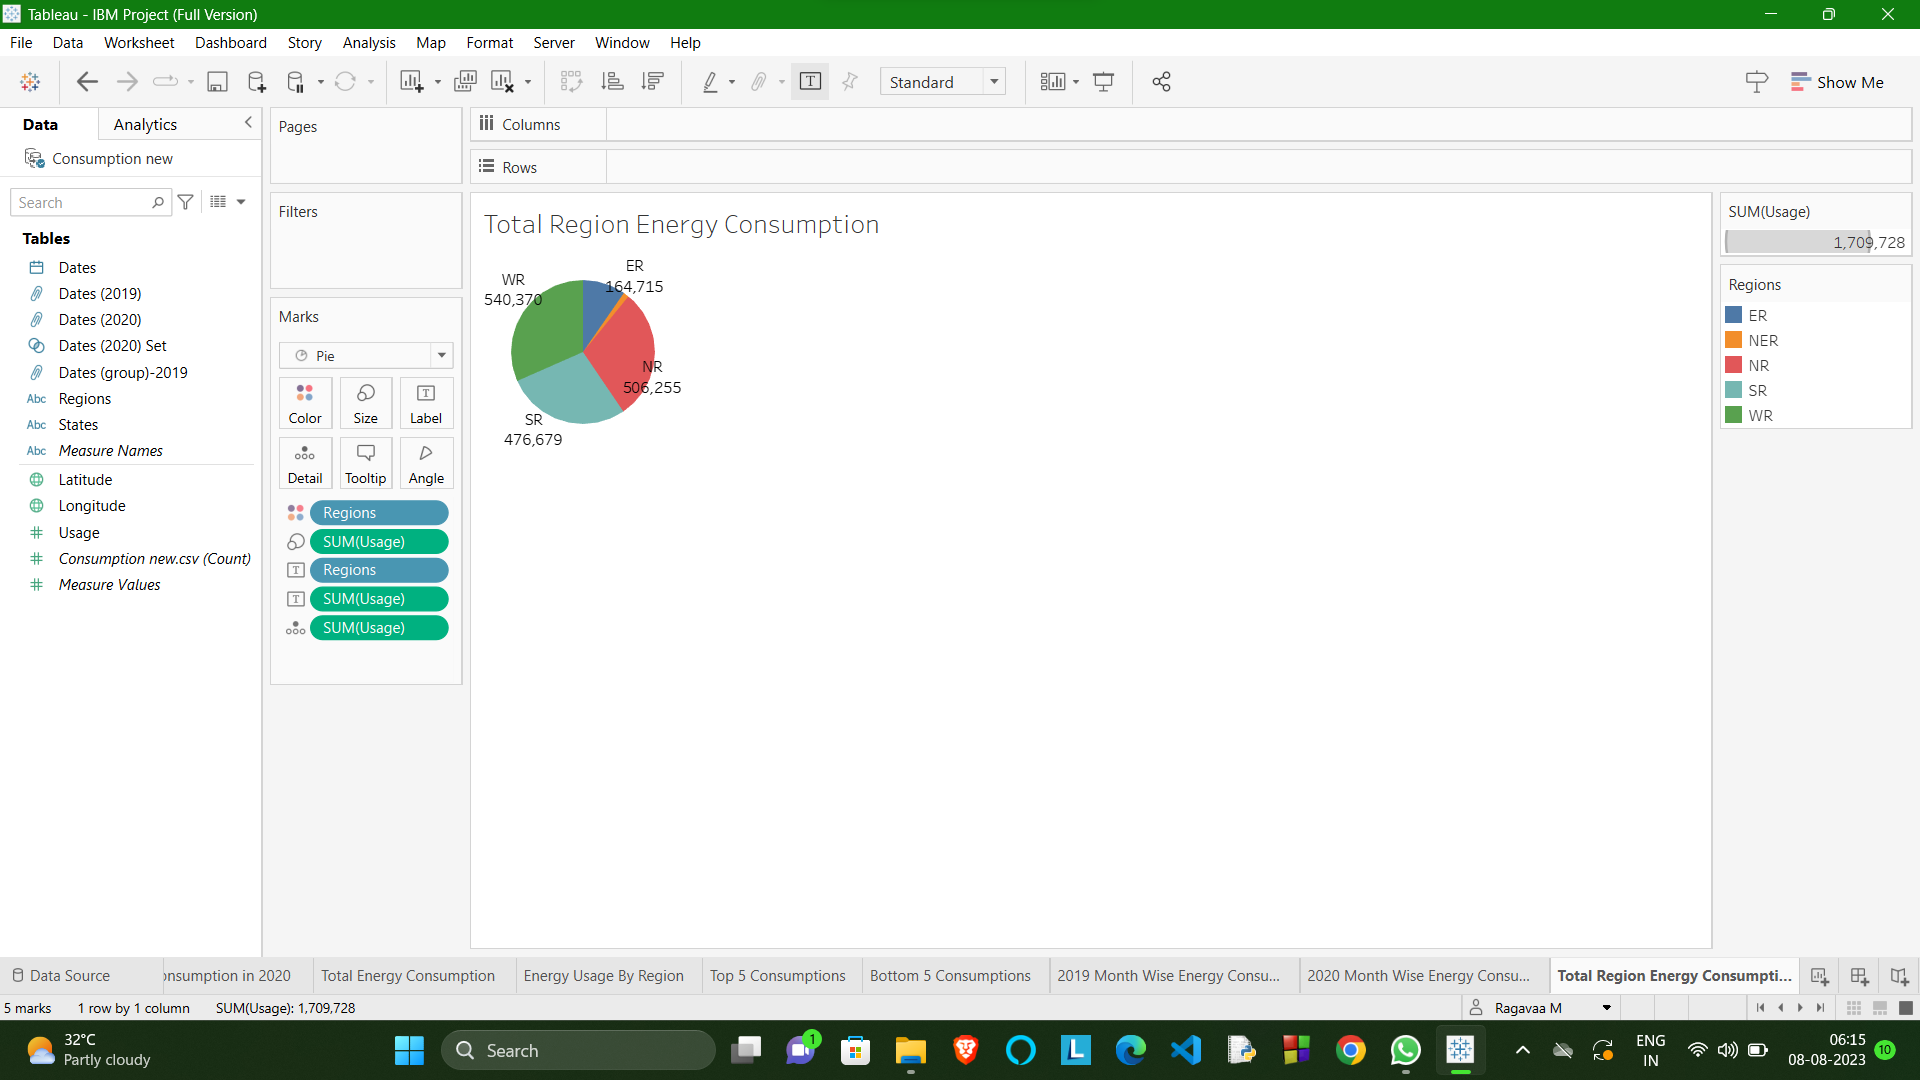 Tableau - IBM Project (Full Version)
File Data Worksheet Dashboard Story Analysis Map Format Server Window Help
Standard
Show Me
Data Analytics
Consumption new
Search
Tables
Dates
Dates (2019)
Dates (2020)
Dates (2020) Set
Dates (group)-2019
Abc Regions
Abc States
Abc Measure Names
Latitude
Longitude
Usage
Consumption new.csv (Count)
Measure Values
Pages
Filters
Marks
Pie
Color Size Label
Detail Tooltip Angle
Regions
SUM(Usage)
Regions
SUM(Usage)
SUM(Usage)
Columns
Rows
Total Region Energy Consumption
ER
164,715
WR
540,370
NR
506,255
SR
476,679
SUM(Usage)
1,709,728
Regions
ER
NER
NR
SR
WR
Data Source onsumption in 2020 Total Energy Consumption Energy Usage By Region Top 5 Consumptions Bottom 5 Consumptions 2019 Month Wise Energy Consu... 2020 Month Wise Energy Consu... Total Region Energy Consumpti...
5 marks 1 row by 1 column SUM(Usage): 1,709,728 Ragavaa M
32°C
Partly cloudy
Search
1
L
ENG
IN
06:15
08-08-2023
10